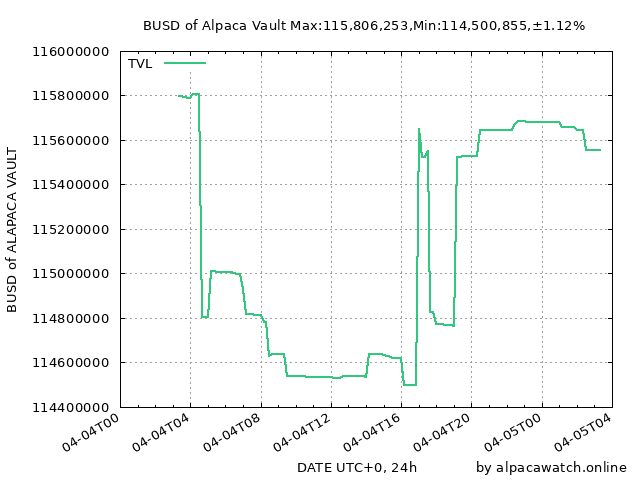 BUSD of Alpaca Vault Max:115,806,253,Min:114,500,855,±1.12%
TVL
116000000
115800000
115600000
115400000
115200000
115000000
114800000
114600000
114400000
BUSD of ALAPACA VAULT
04-04T00
04-04T04
04-04T08
04-04T12
04-04T16
04-04T20
04-05T00
04-05T04
DATE UTC+0, 24h
by alpacawatch.online